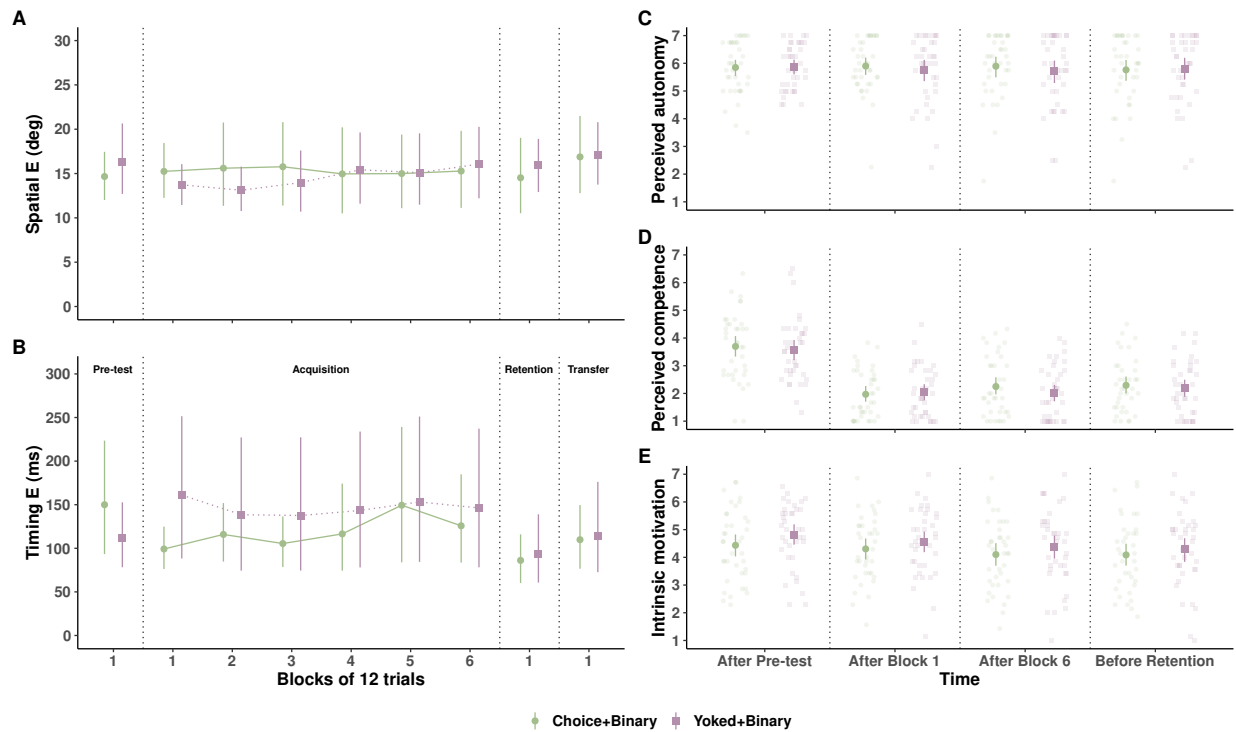 A
Spatial E (deg)
30
25
20
15
10
5
0
B
Timing E (ms)
Pre-test
Acquisition
Retention
Transfer
300
250
200
150
100
50
0
1 1 2 3 4 5 6 1 1
Blocks of 12 trials
C
Perceived autonomy
7
6
5
4
3
2
1
D
Perceived competence
7
6
5
4
3
2
1
E
Intrinsic motivation
7
6
5
4
3
2
1
After Pre-test After Block 1 After Block 6 Before Retention
Time
Choice+Binary Yoked+Binary